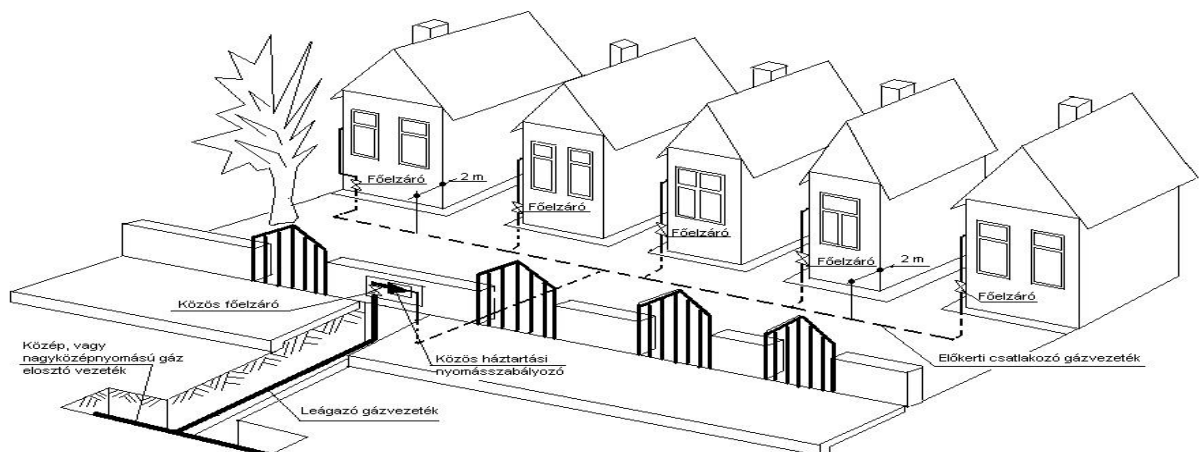 Főelzáró
2 m
Főelzáró
Főelzáró
Főelzáró
2 m
Főelzáró
Közös főelzáró
Közép, vagy
nagyközépnyomású gáz
elosztó vezeték
Közös háztartási
nyomásszabályozó
Előkerti csatlakozó gázvezeték
Leágazó gázvezeték